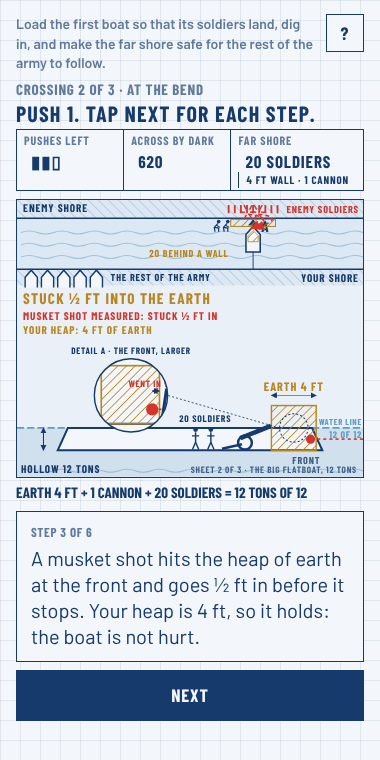 Load the first boat so that its soldiers land, dig
in, and make the far shore safe for the rest of the
army to follow.
?
CROSSING 2 OF 3 · AT THE BEND
PUSH 1. TAP NEXT FOR EACH STEP.
PUSHES LEFT
ACROSS BY DARK
620
FAR SHORE
20 SOLDIERS
4 FT WALL · 1 CANNON
ENEMY SHORE
ENEMY SOLDIERS
20 BEHIND A WALL
THE REST OF THE ARMY
YOUR SHORE
STUCK ½ FT INTO THE EARTH
MUSKET SHOT MEASURED: STUCK ½ FT IN
YOUR HEAP: 4 FT OF EARTH
DETAIL A · THE FRONT, LARGER
WENT IN
EARTH 4 FT
20 SOLDIERS
WATER LINE
12 OF 12
FRONT
HOLLOW 12 TONS
SHEET 2 OF 3 · THE BIG FLATBOAT, 12 TONS
EARTH 4 FT + 1 CANNON + 20 SOLDIERS = 12 TONS OF 12
STEP 3 OF 6
A musket shot hits the heap of earth
at the front and goes ½ ft in before it
stops. Your heap is 4 ft, so it holds:
the boat is not hurt.
NEXT